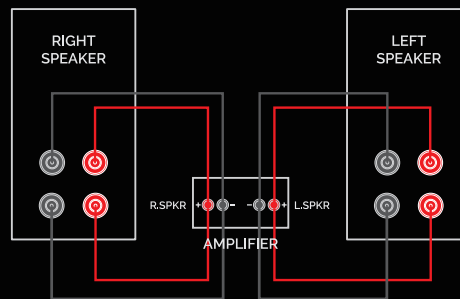 RIGHT
SPEAKER
LEFT
SPEAKER
R.SPKR + - - + L.SPKR
AMPLIFIER